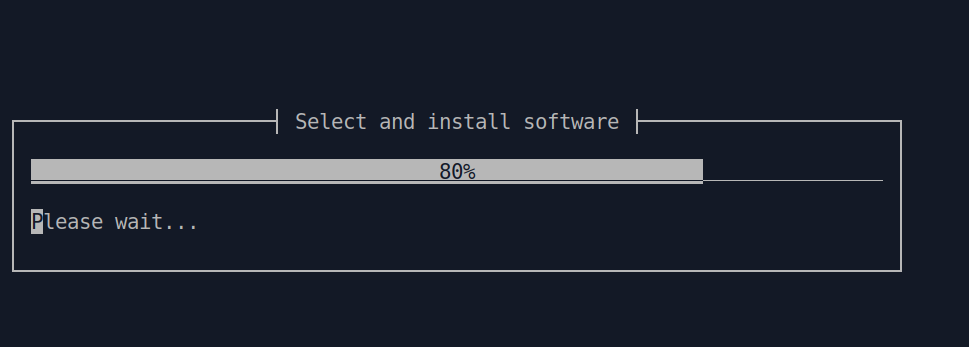 Select and install software
80%
Please wait...